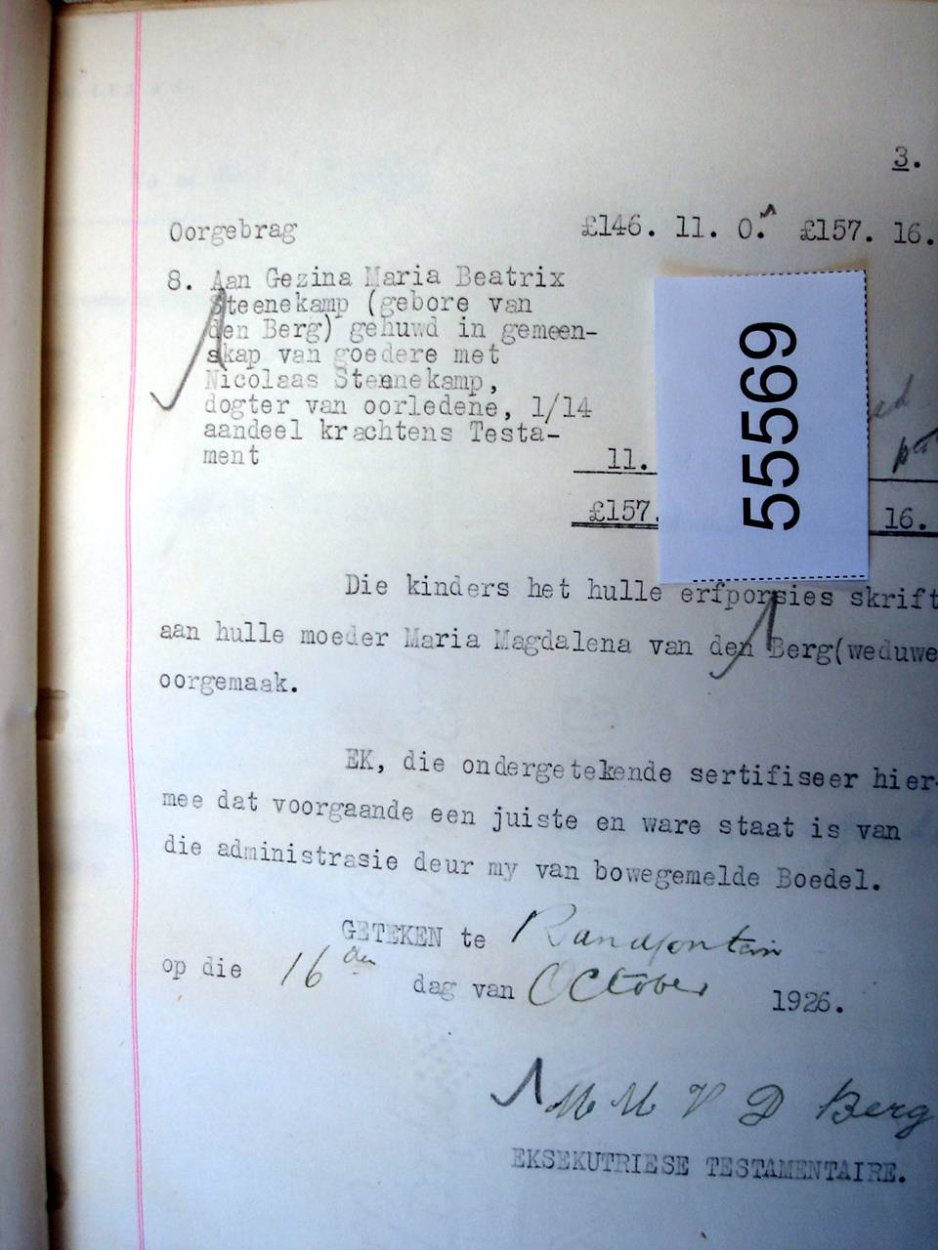 3.
Oorgebrag £146. 11. 0. £157. 16.
8. Aan Gezina Maria Beatrix
Steenekamp (gebore van
den Berg) gehuwd in gemeen-
skap van goedere met
Nicolaas Steenekamp,
dogter van oorledene, 1/14
aandeel krachtens Testa-
ment 11.
£157. 16.
55569
Die kinders het hulle erfporsies skrift
aan hulle moeder Maria Magdalena van den Berg(weduwe
oorgemaak.
EK, die ondergetekende sertifiseer hier-
mee dat voorgaande een juiste en ware staat is van
die administrasie deur my van bowegemelde Boedel.
GETEKEN te Randfontein
op die 16den dag van October 1926.
M M V D Berg
EKSEKUTRIESE TESTAMENTAIRE.